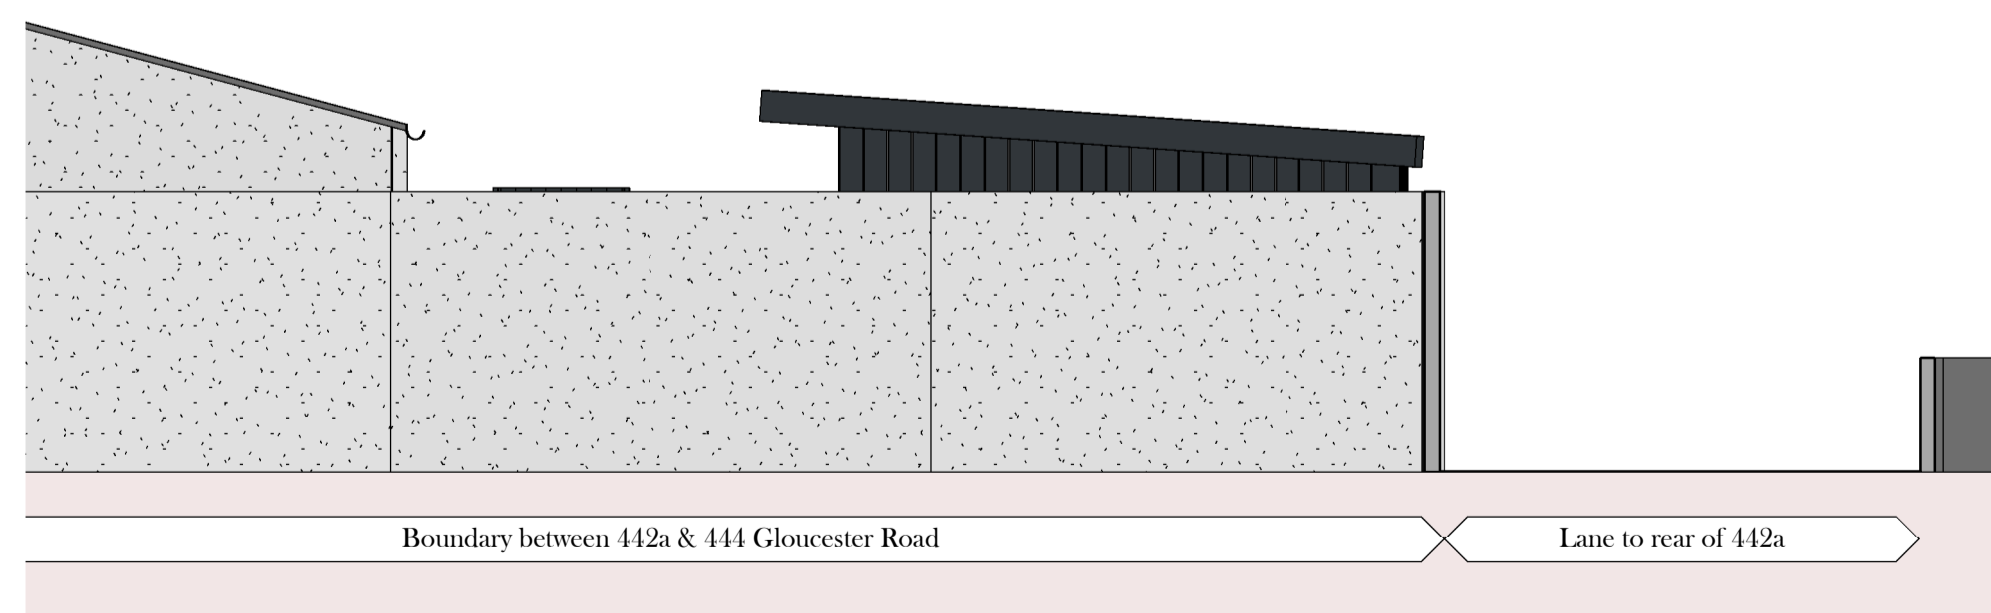 Boundary between 442a & 444 Gloucester Road
Lane to rear of 442a